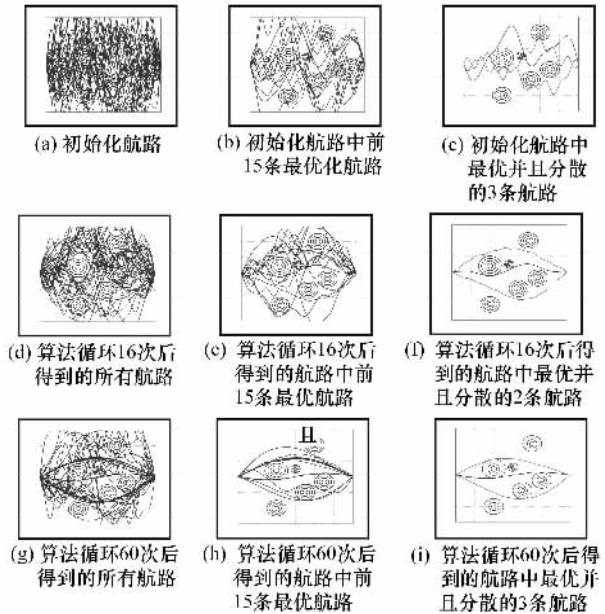 (a) 初始化航路
(b) 初始化航路中前
15条最优化航路
(c) 初始化航路中
最优并且分散
的3条航路
(d) 算法循环16次后
得到的所有航路
(e) 算法循环16次后
得到的航路中前
15条最优航路
(f) 算法循环16次后得
到的航路中最优并
且分散的2条航路
且
(g) 算法循环60次后
得到的所有航路
(h) 算法循环60次后
得到的航路中前
15条最优航路
(i) 算法循环60次后得
到的航路中最优并
且分散的3条航路